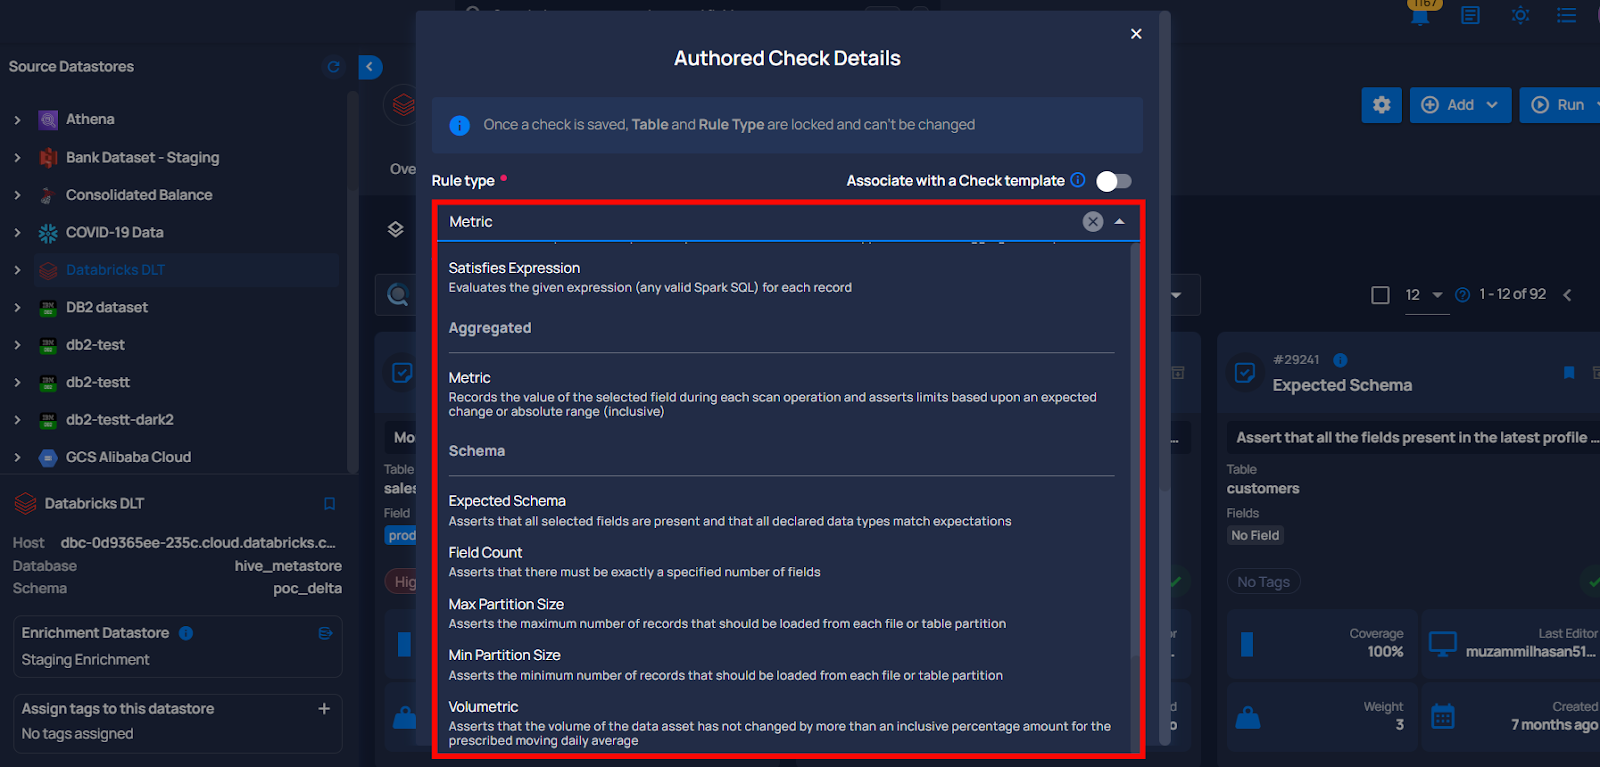 1167
Source Datastores
Athena
Bank Dataset - Staging
Consolidated Balance
COVID-19 Data
Databricks DLT
DB2 dataset
db2-test
db2-testt
db2-testt-dark2
GCS Alibaba Cloud
Databricks DLT
Host dbc-0d9365ee-235c.cloud.databricks.c...
Database hive_metastore
Schema poc_delta
Enrichment Datastore
Staging Enrichment
Assign tags to this datastore
No tags assigned
Add
Run
Ove
Authored Check Details
Once a check is saved, Table and Rule Type are locked and can't be changed
Rule type
Associate with a Check template
Metric
Satisfies Expression
Evaluates the given expression (any valid Spark SQL) for each record
Aggregated
Metric
Records the value of the selected field during each scan operation and asserts limits based upon an expected
change or absolute range (inclusive)
Schema
Expected Schema
Asserts that all selected fields are present and that all declared data types match expectations
Field Count
Asserts that there must be exactly a specified number of fields
Max Partition Size
Asserts the maximum number of records that should be loaded from each file or table partition
Min Partition Size
Asserts the minimum number of records that should be loaded from each file or table partition
Volumetric
Asserts that the volume of the data asset has not changed by more than an inclusive percentage amount for the
prescribed moving daily average
12
1 - 12 of 92
Mo
Table
sales
Field
prod
Hig
#29241
Expected Schema
Assert that all the fields present in the latest profile ...
Table
customers
Fields
No Field
No Tags
Coverage
100%
Last Editor
muzammilhasan51...
Weight
3
Created
7 months ago